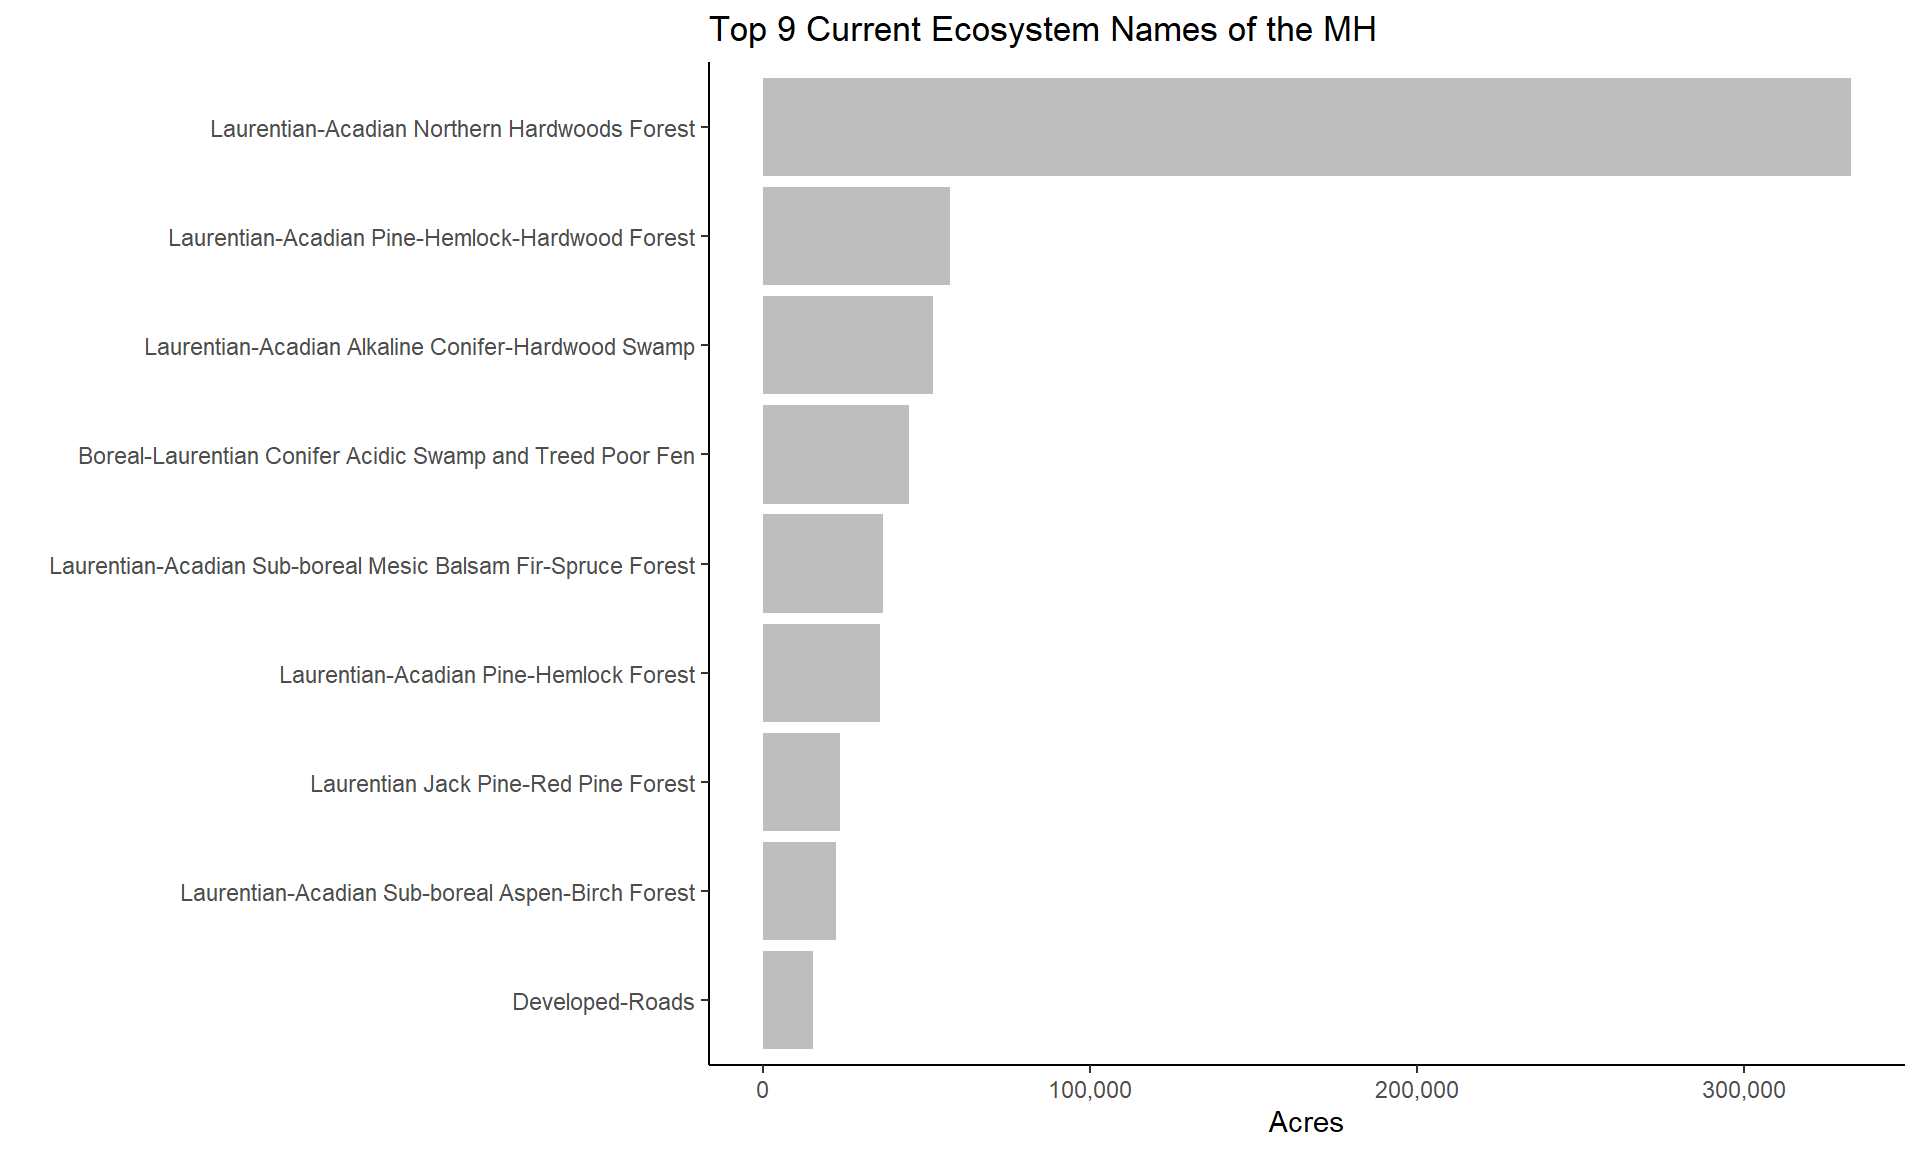 Top 9 Current Ecosystem Names of the MH
Laurentian-Acadian Northern Hardwoods Forest
Laurentian-Acadian Pine-Hemlock-Hardwood Forest
Laurentian-Acadian Alkaline Conifer-Hardwood Swamp
Boreal-Laurentian Conifer Acidic Swamp and Treed Poor Fen
Laurentian-Acadian Sub-boreal Mesic Balsam Fir-Spruce Forest
Laurentian-Acadian Pine-Hemlock Forest
Laurentian Jack Pine-Red Pine Forest
Laurentian-Acadian Sub-boreal Aspen-Birch Forest
Developed-Roads
0 100,000 200,000 300,000
Acres